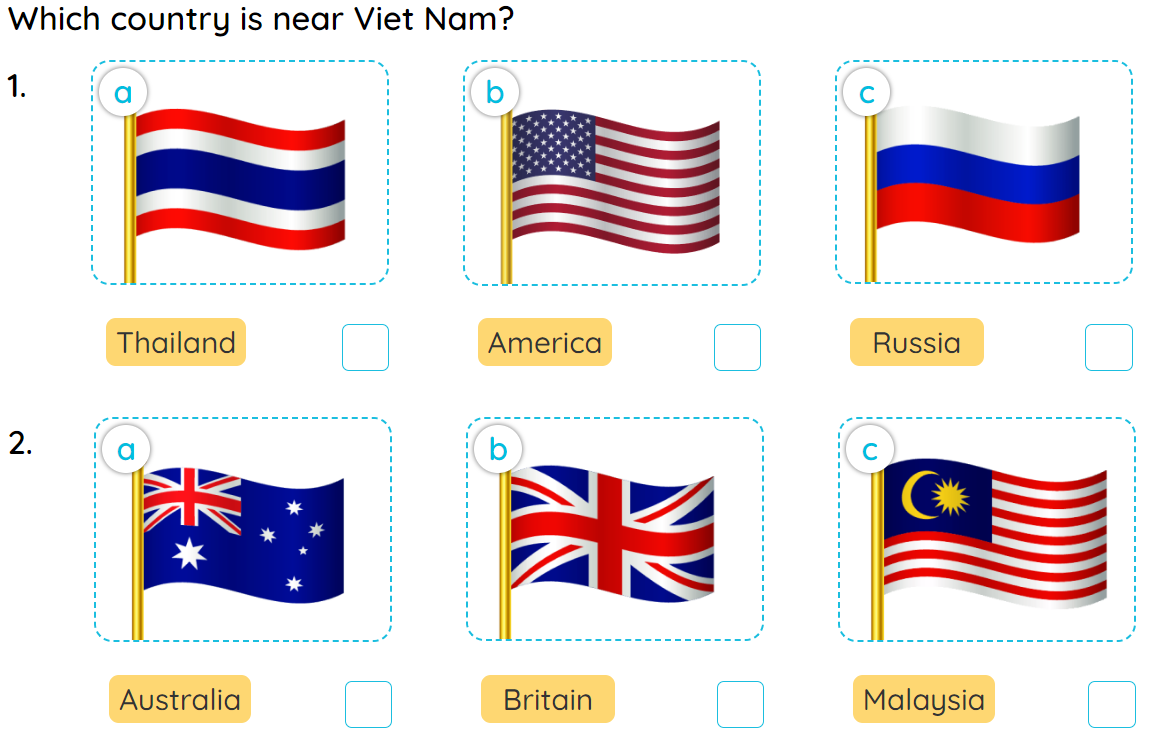 Which country is near Viet Nam?
1.
a b c
Thailand America Russia
2.
a b c
Australia Britain Malaysia